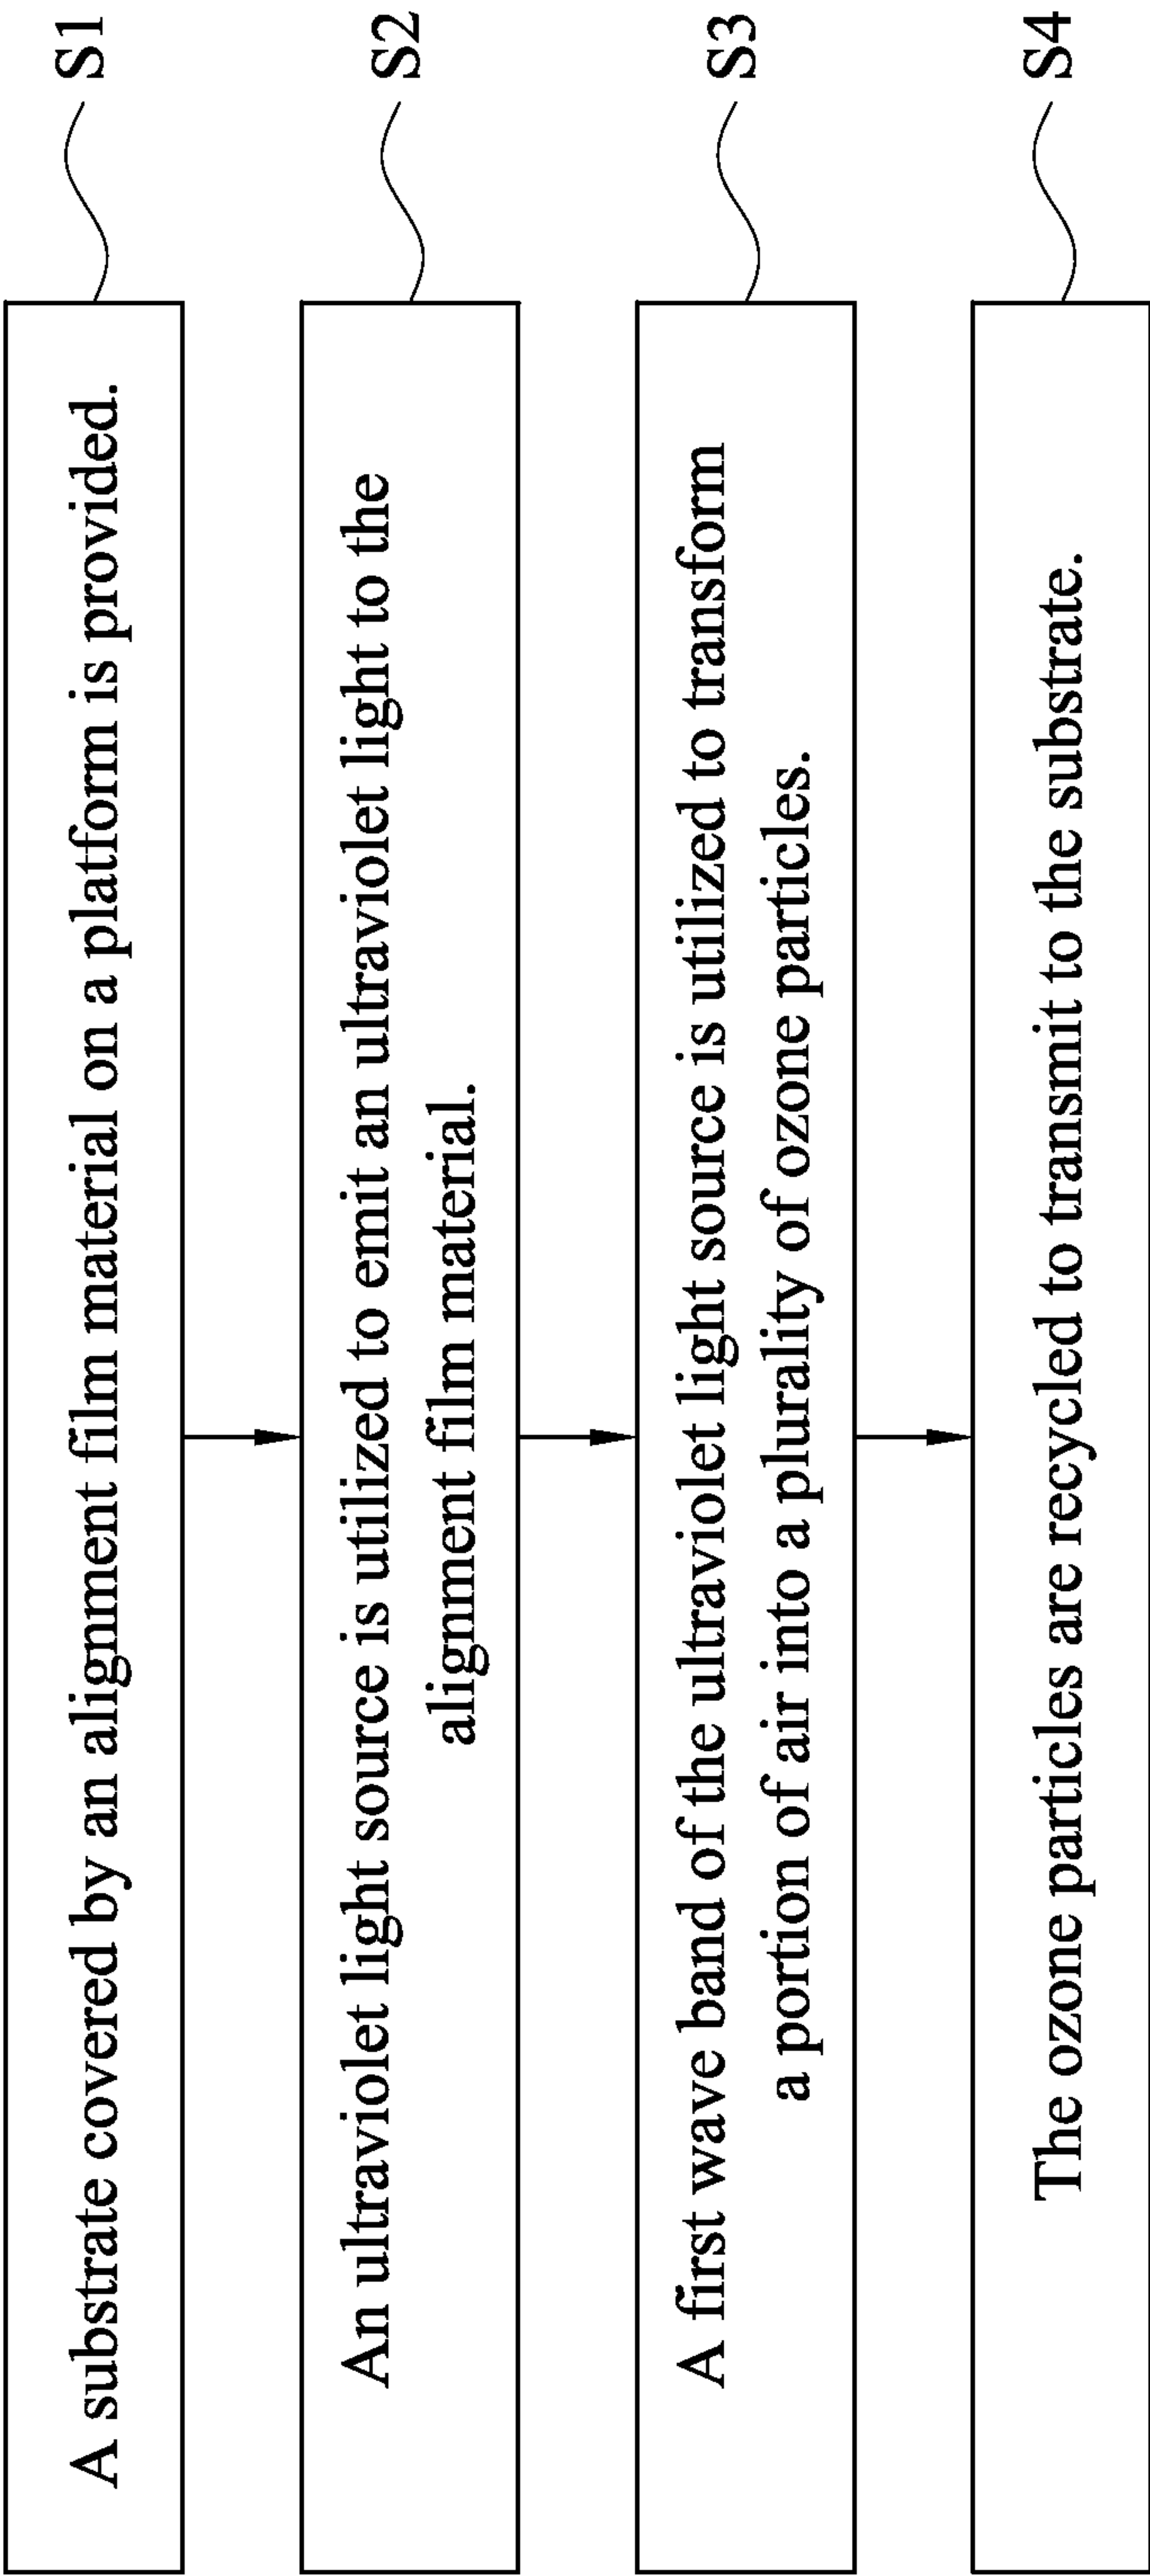 A substrate covered by an alignment film material on a platform is provided.
S1
An ultraviolet light source is utilized to emit an ultraviolet light to the
alignment film material.
S2
A first wave band of the ultraviolet light source is utilized to transform
a portion of air into a plurality of ozone particles.
S3
The ozone particles are recycled to transmit to the substrate.
S4